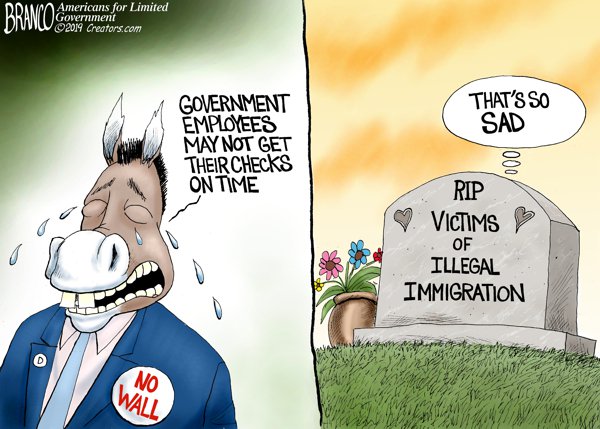 BRANCO
Americans for Limited
Government
©2019 Creators.com
GOVERNMENT
EMPLOYEES
MAY NOT GET
THEIR CHECKS
ON TIME
D
NO
WALL
THAT'S SO
SAD
RIP
VICTIMS
OF
ILLEGAL
IMMIGRATION